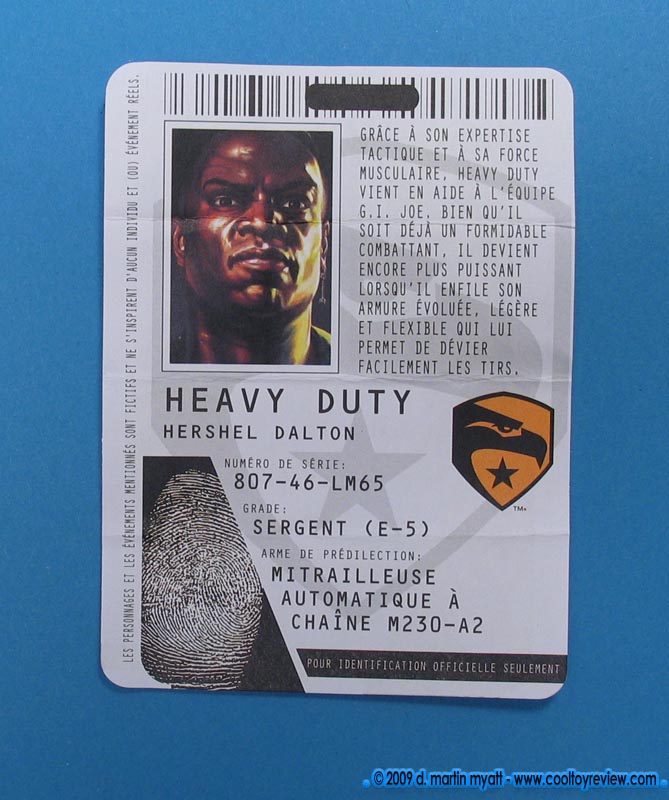 GRÂCE À SON EXPERTISE
TACTIQUE ET À SA FORCE
MUSCULAIRE, HEAVY DUTY
VIENT EN AIDE À L'ÉQUIPE
G.I. JOE. BIEN QU'IL
SOIT DÉJÀ UN FORMIDABLE
COMBATTANT, IL DEVIENT
ENCORE PLUS PUISSANT
LORSQU'IL ENFILE SON
ARMURE ÉVOLUÉE, LÉGÈRE
ET FLEXIBLE QUI LUI
PERMET DE DÉVIER
FACILEMENT LES TIRS.
HEAVY DUTY
HERSHEL DALTON
NUMÉRO DE SÉRIE:
807-46-LM65
GRADE:
SERGENT (E-5)
ARME DE PRÉDILECTION:
MITRAILLEUSE
AUTOMATIQUE À
CHAÎNE M230-A2
TM*
POUR IDENTIFICATION OFFICIELLE SEULEMENT
LES PERSONNAGES ET LES ÉVÉNEMENTS MENTIONNÉS SONT FICTIFS ET NE S'INSPIRENT D'AUCUN INDIVIDU ET (OU) ÉVÉNEMENT RÉELS.
© 2009 d. martin myatt - www.cooltoyreview.com